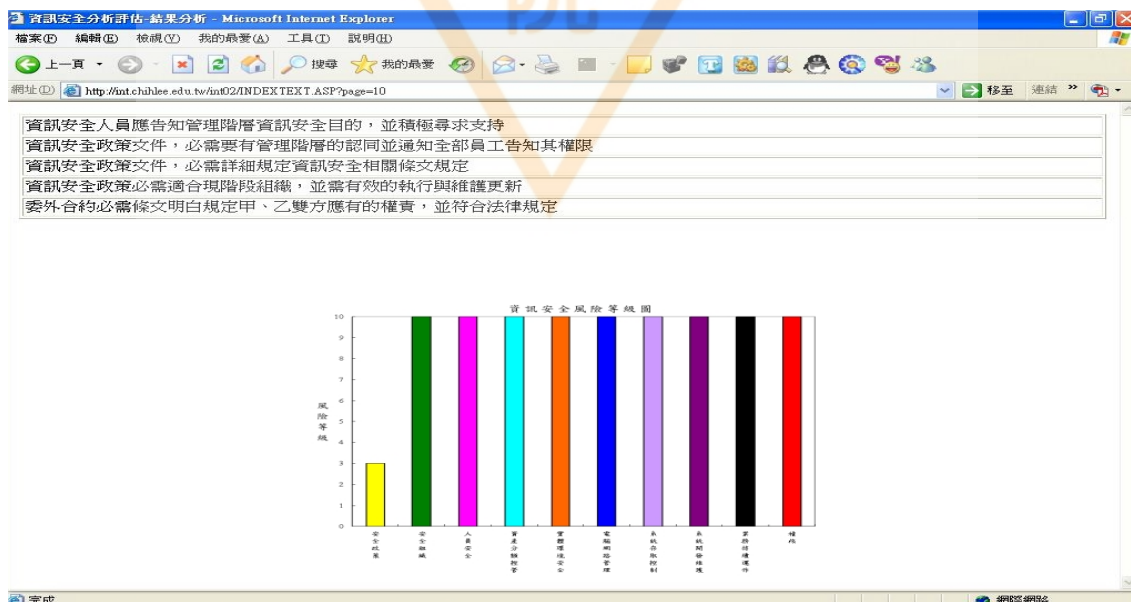 資訊安全分析評估-結果分析 - Microsoft Internet Explorer
檔案(F) 編輯(E) 檢視(V) 我的最愛(A) 工具(T) 說明(H)
上一頁 搜尋 我的最愛
網址(D) http://int.chihlee.edu.tw/int02/INDEXTEXT.ASP?page=10 移至 連結 »
資訊安全人員應告知管理階層資訊安全目的,並積極尋求支持
資訊安全政策文件,必需要有管理階層的認同並通知全部員工告知其權限
資訊安全政策文件,必需詳細規定資訊安全相關條文規定
資訊安全政策必需適合現階段組織,並需有效的執行與維護更新
委外合約必需條文明白規定甲、乙雙方應有的權責,並符合法律規定
資訊安全風險等級圖
10
9
8
7
6
5
4
3
2
1
0
風險等級
安全政策
安全組織
人員安全
資產分類控管
實體環境安全
電腦網路管理
系統存取控制
系統開發維護
業務持續運作
稽核
完成 網際網路